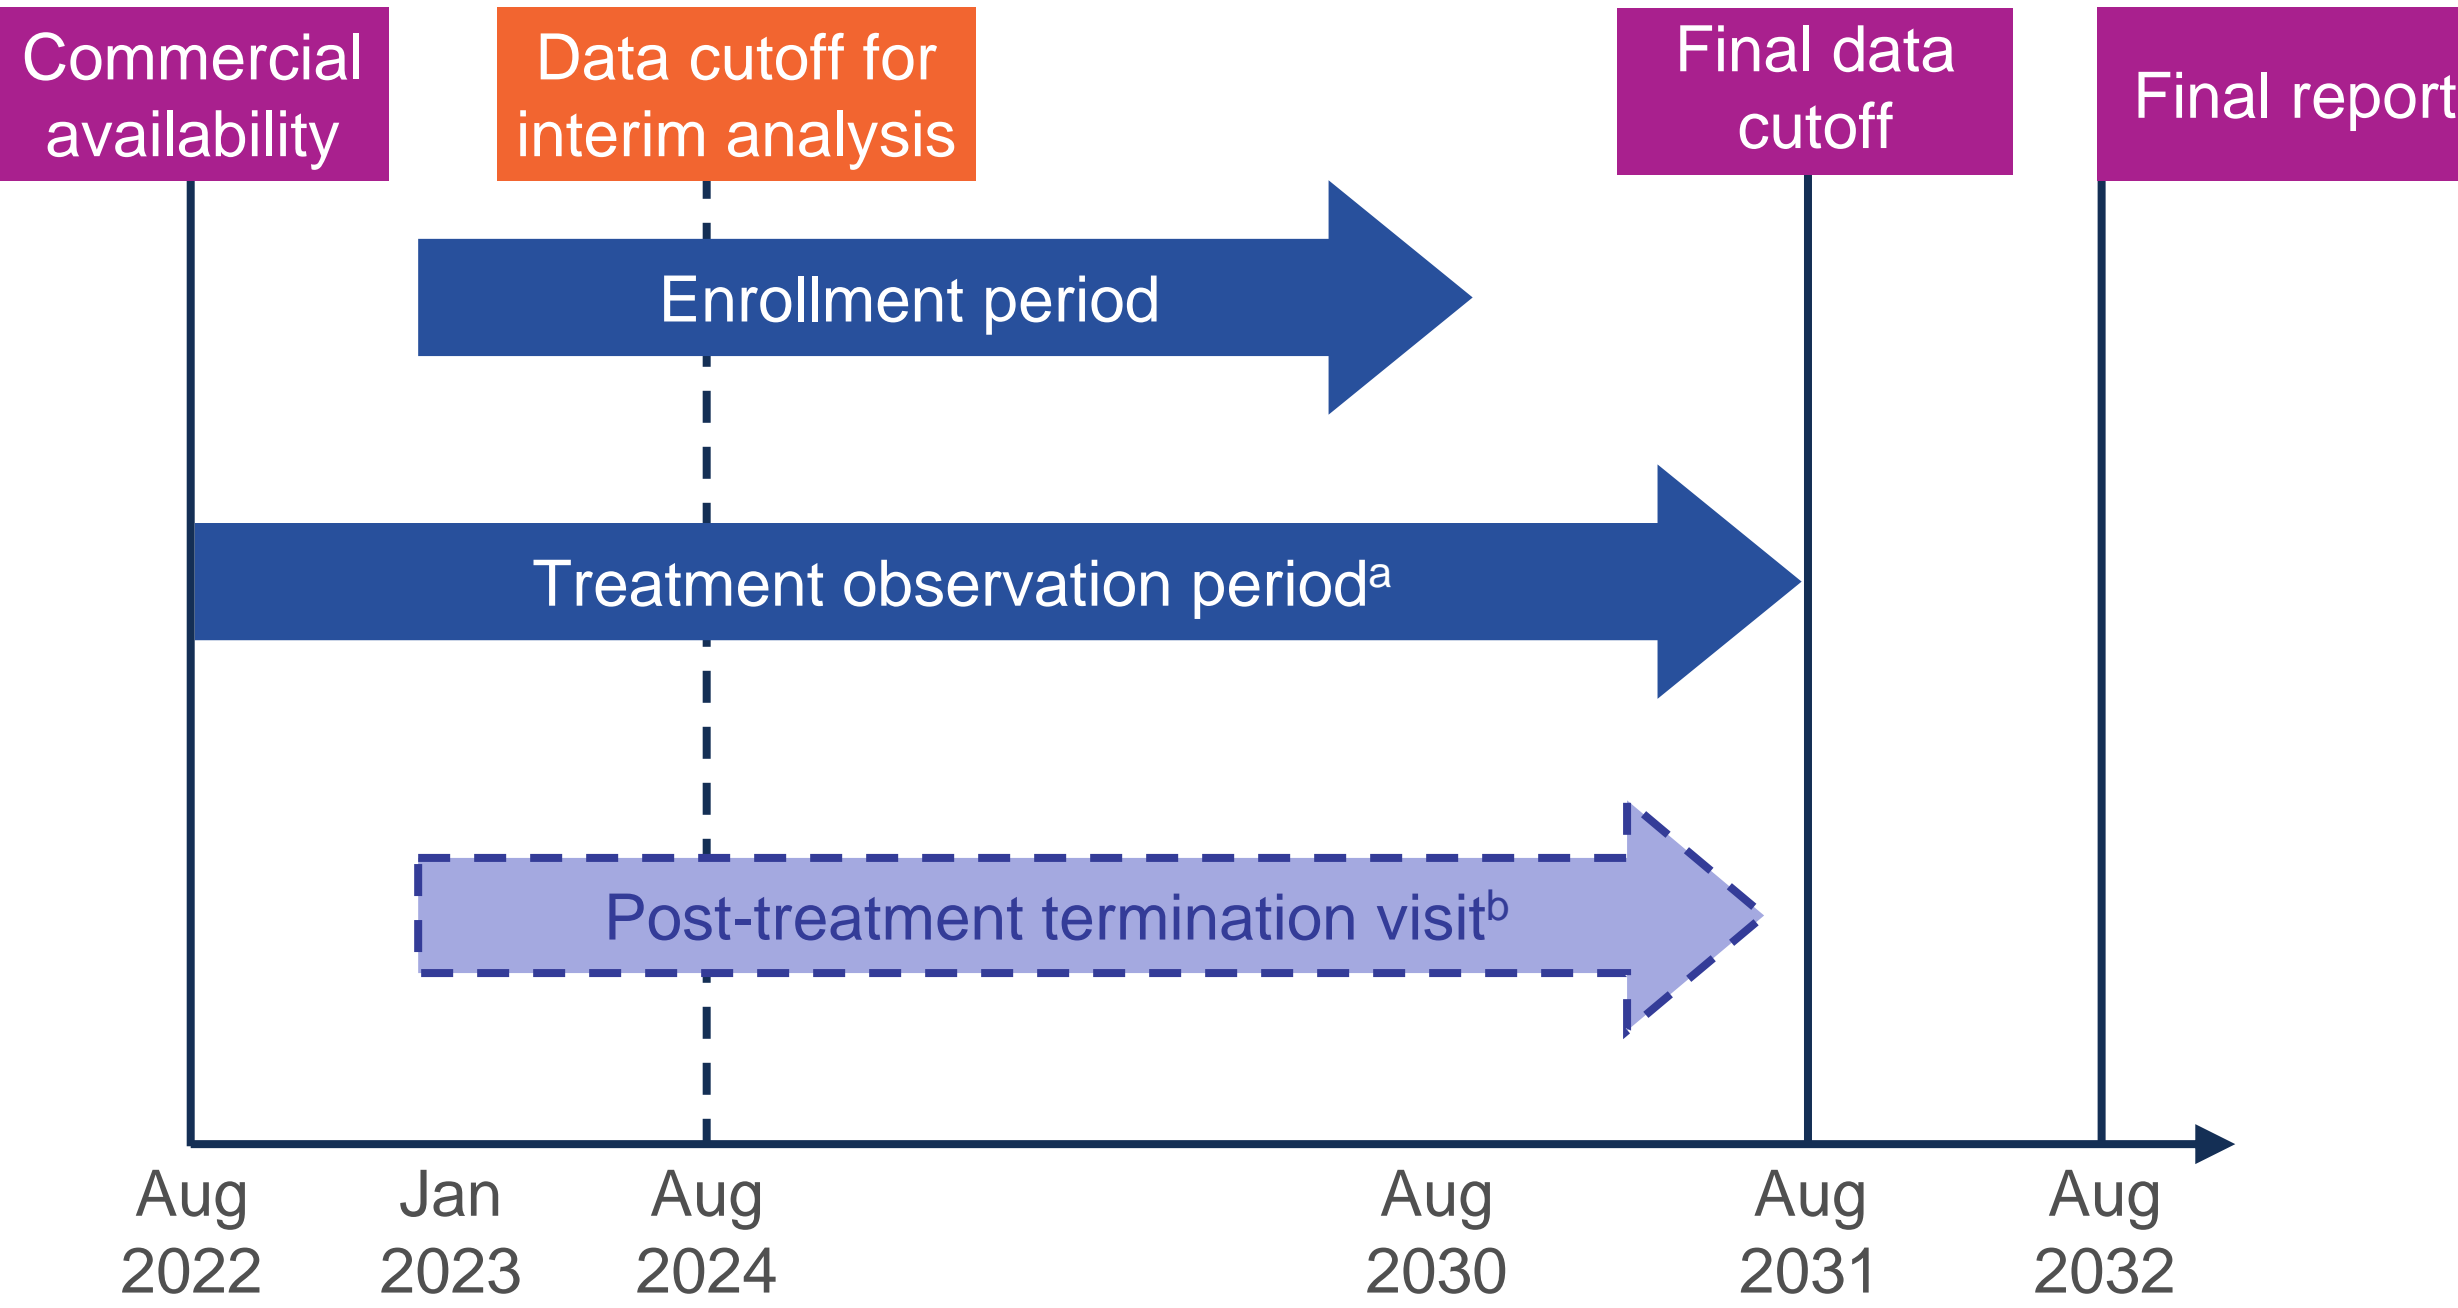 Commercial
availability
Data cutoff for
interim analysis
Final data
cutoff
Final report
Enrollment period
Treatment observation periodᵃ
Post-treatment termination visitᵇ
Aug
2022
Jan
2023
Aug
2024
Aug
2030
Aug
2031
Aug
2032